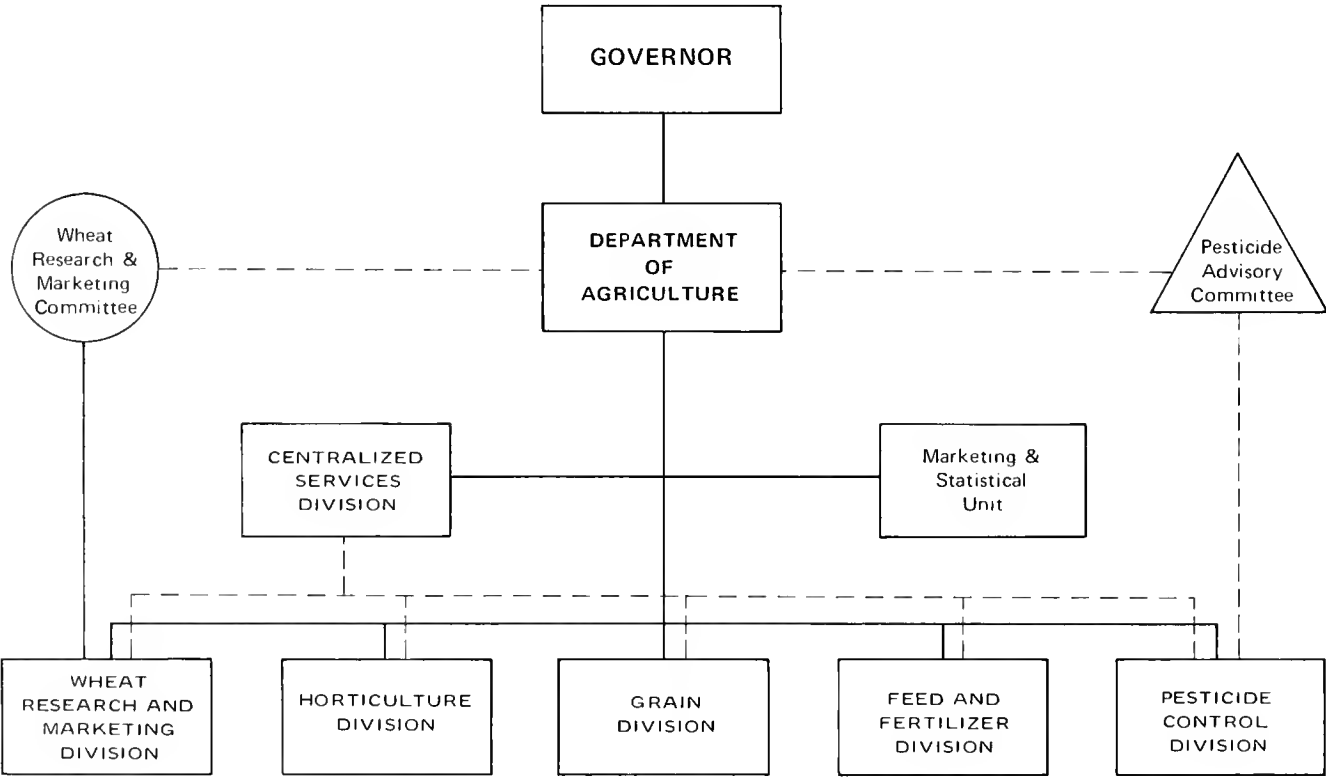 GOVERNOR
Wheat
Research &
Marketing
Committee
DEPARTMENT
OF
AGRICULTURE
Pesticide
Advisory
Committee
CENTRALIZED
SERVICES
DIVISION
Marketing &
Statistical
Unit
WHEAT
RESEARCH AND
MARKETING
DIVISION
HORTICULTURE
DIVISION
GRAIN
DIVISION
FEED AND
FERTILIZER
DIVISION
PESTICIDE
CONTROL
DIVISION